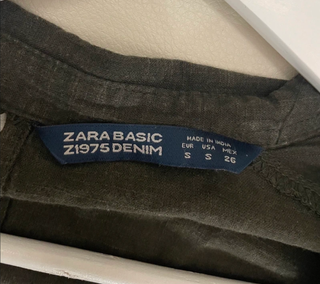 ZARA BASIC
Z1975 DENIM
MADE IN INDIA
EUR USA MEX
S S 26